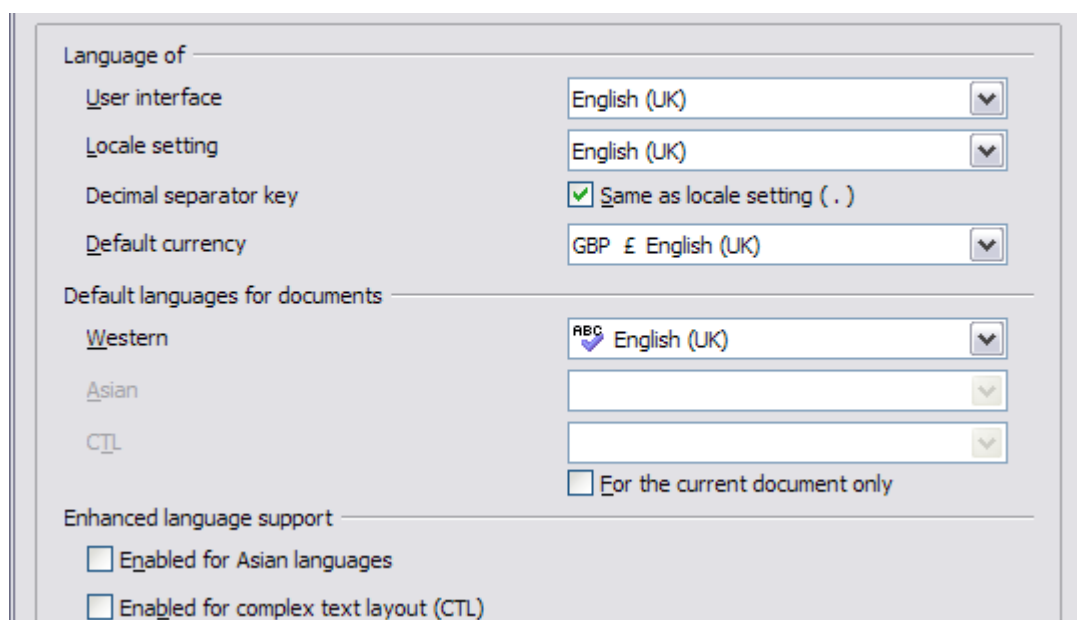 Language of
User interface English (UK)
Locale setting English (UK)
Decimal separator key Same as locale setting ( . )
Default currency GBP £ English (UK)
Default languages for documents
Western ABC English (UK)
Asian
CTL
For the current document only
Enhanced language support
Enabled for Asian languages
Enabled for complex text layout (CTL)